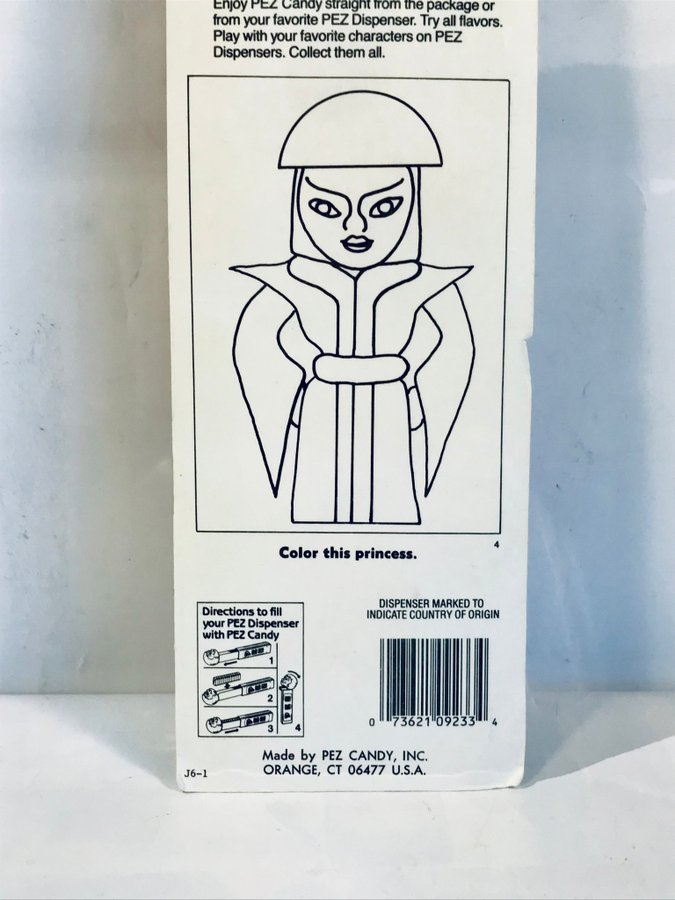 Enjoy PEZ Candy straight from the package or
from your favorite PEZ Dispenser. Try all flavors.
Play with your favorite characters on PEZ
Dispensers. Collect them all.
4
Color this princess.
Directions to fill
your PEZ Dispenser
with PEZ Candy
1
2
3
4
DISPENSER MARKED TO
INDICATE COUNTRY OF ORIGIN
0 73621 09233 4
Made by PEZ CANDY, INC.
ORANGE, CT 06477 U.S.A.
J6-1